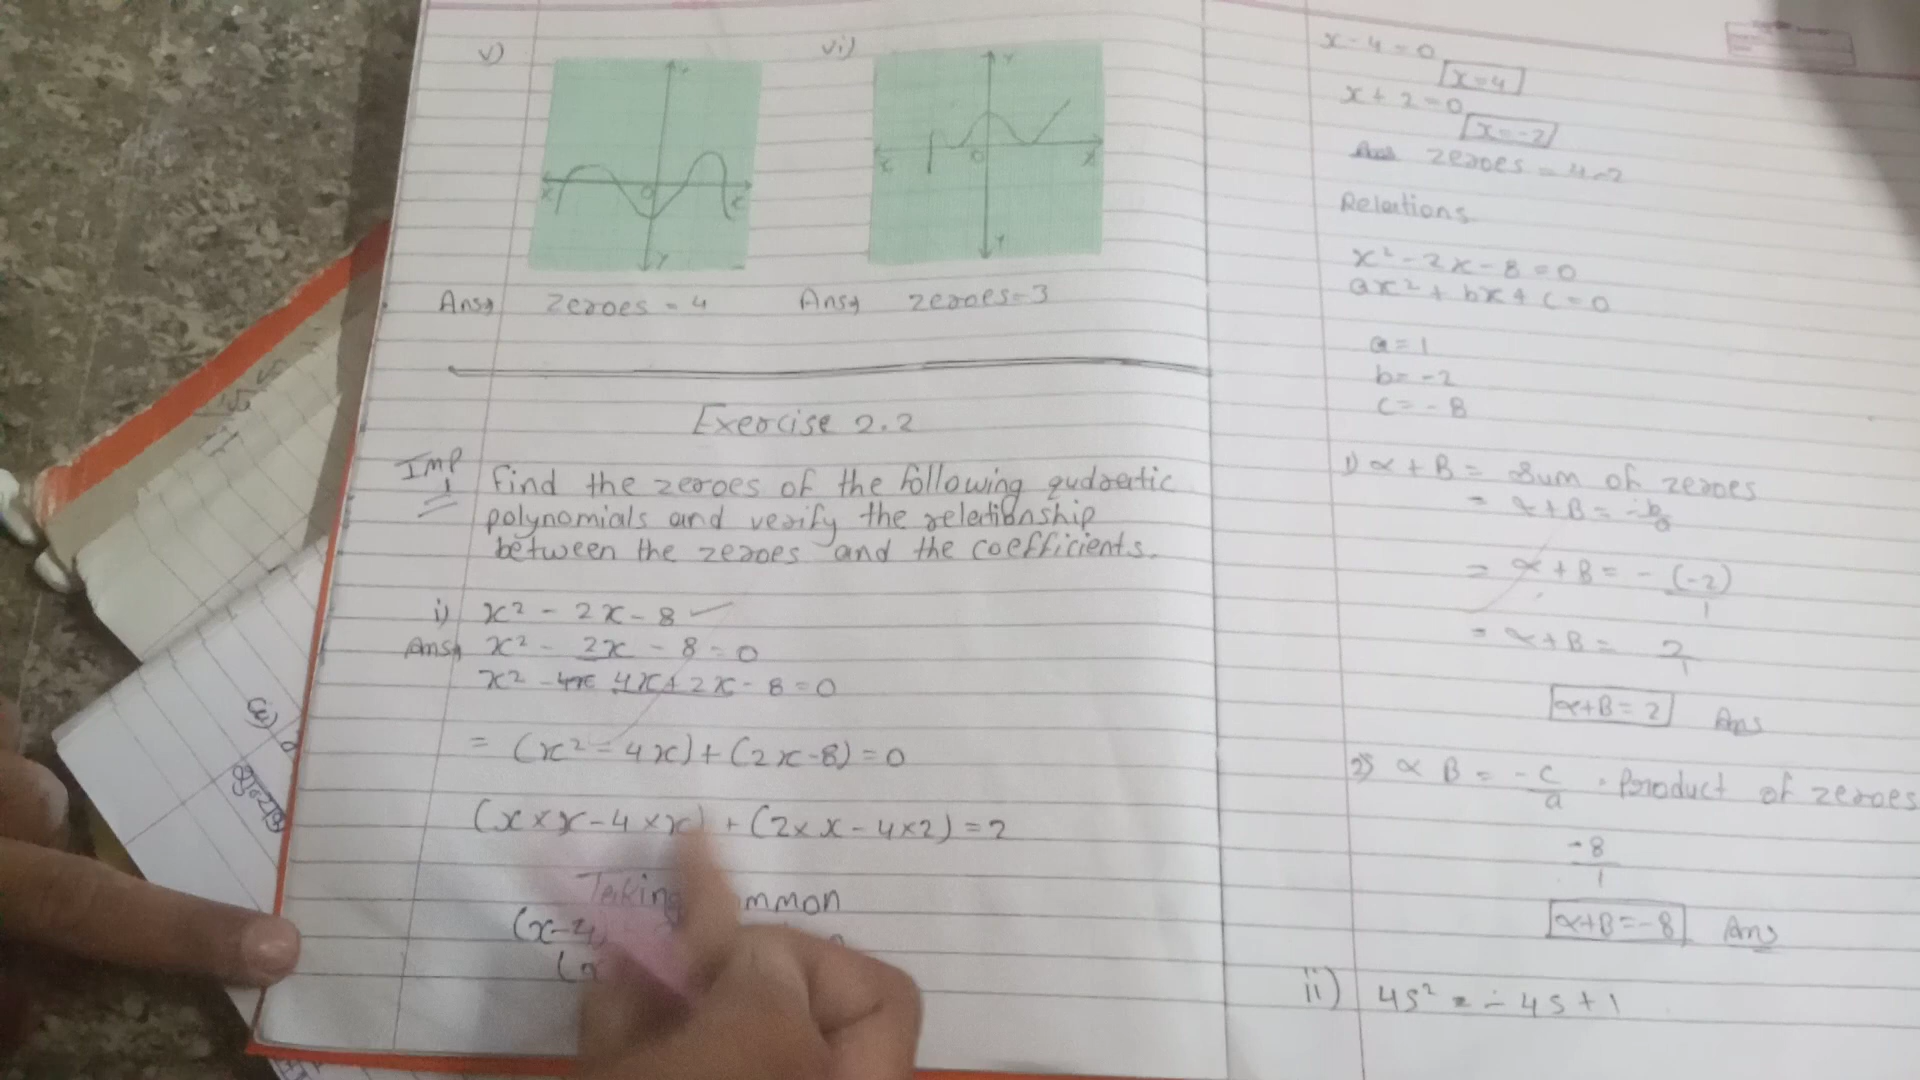 v)
vi)
Y
X
O
X
Y
Y
X
O
X
Y
Ans→ zeroes = 4
Ans→ zeroes=3
Exercise 2.2
IMP
1 find the zeroes of the following qudratic
polynomials and verify the relationship
between the zeroes and the coefficients.
i) x² - 2x - 8
Ans→ x² - 2x - 8 = 0
x² - 4x + 2x - 8 = 0
= (x² - 4x) + (2x-8) = 0
(x×x - 4×x) + (2×x - 4×2) = 2
Taking mmon
(x-4)
(x
x - 4 = 0
x=4
x + 2 = 0
x=-2
zeroes = 4-2
Relations
x² - 2x - 8 = 0
ax² + bx + c = 0
a = 1
b = -2
c = - 8
1) α + B = Sum of zeroes
= α+B = -b/a
= α + B = - (-2)/1
= α+B = 2/1
α+B = 2 Ans
2) α B = -c/a . Product of zeroes
-8/1
α+B=-8 Ans
ii) 4s² = - 4s + 1